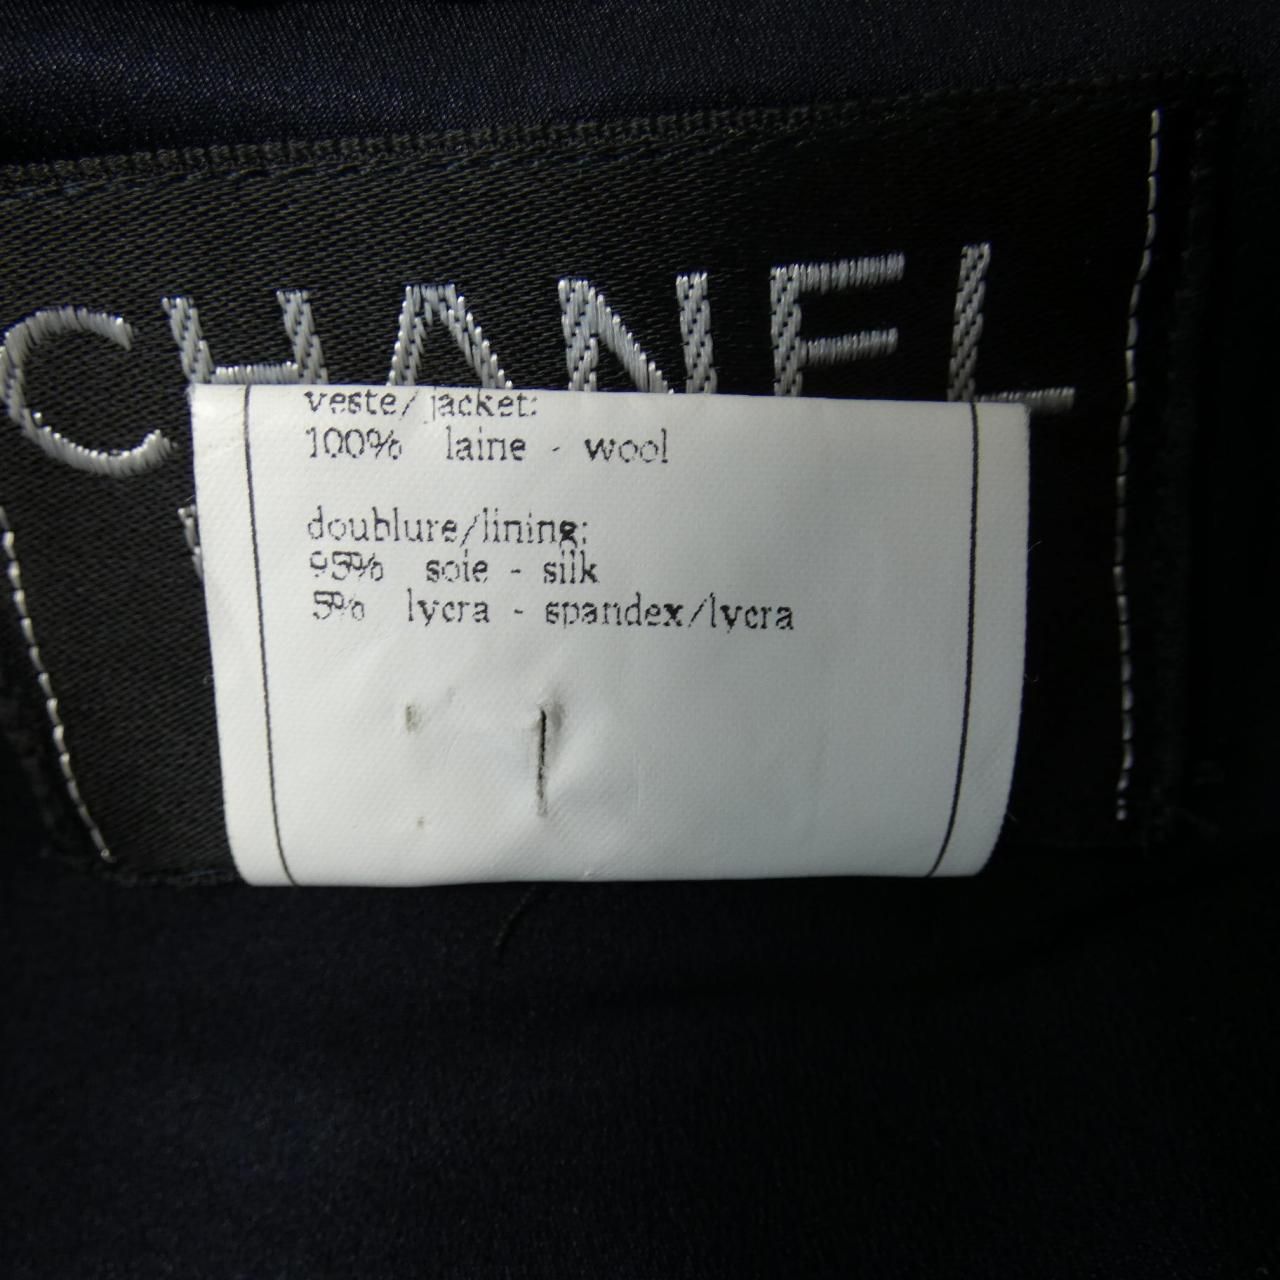 CHANEL
veste/jacket:
100% laine - wool
doublure/lining:
95% soie - silk
5% lycra - spandex/lycra